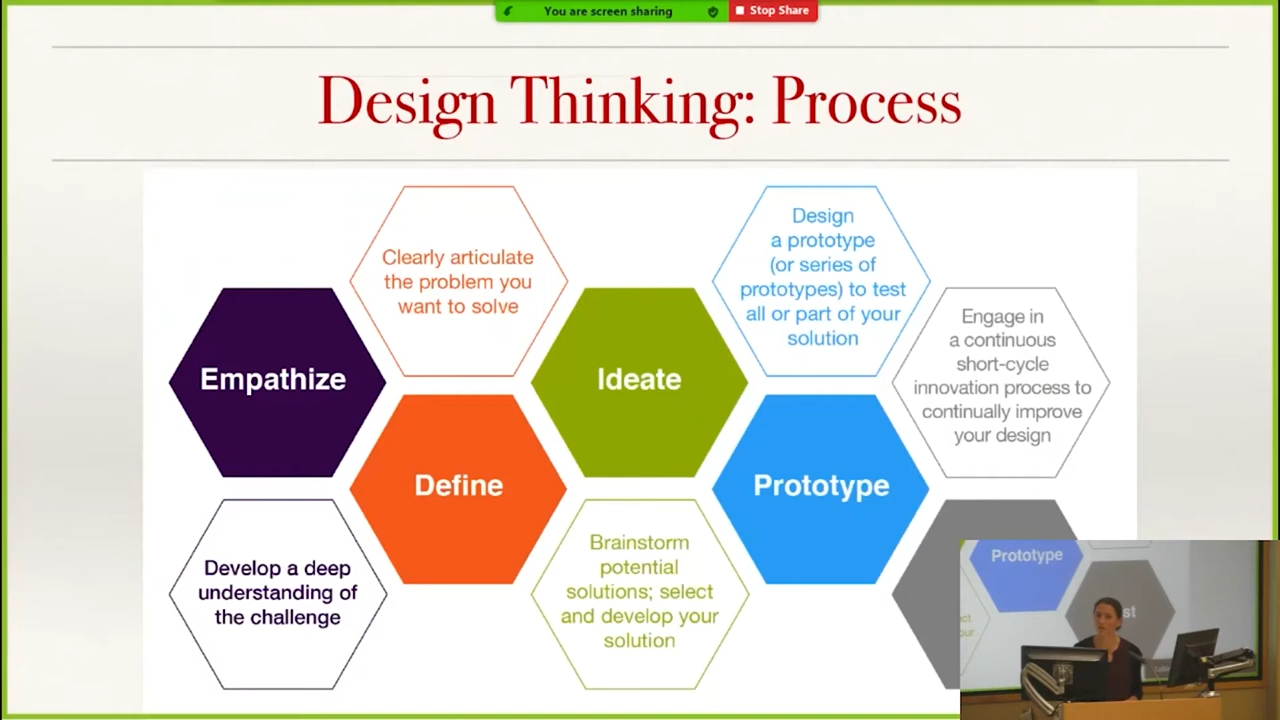 You are screen sharing
Stop Share
Design Thinking: Process
Clearly articulate
the problem you
want to solve
Design
a prototype
(or series of
prototypes) to test
all or part of your
solution
Engage in
a continuous
short-cycle
innovation process to
continually improve
your design
Empathize
Ideate
Define
Prototype
Develop a deep
understanding of
the challenge
Brainstorm
potential
solutions; select
and develop your
solution
Prototype
st